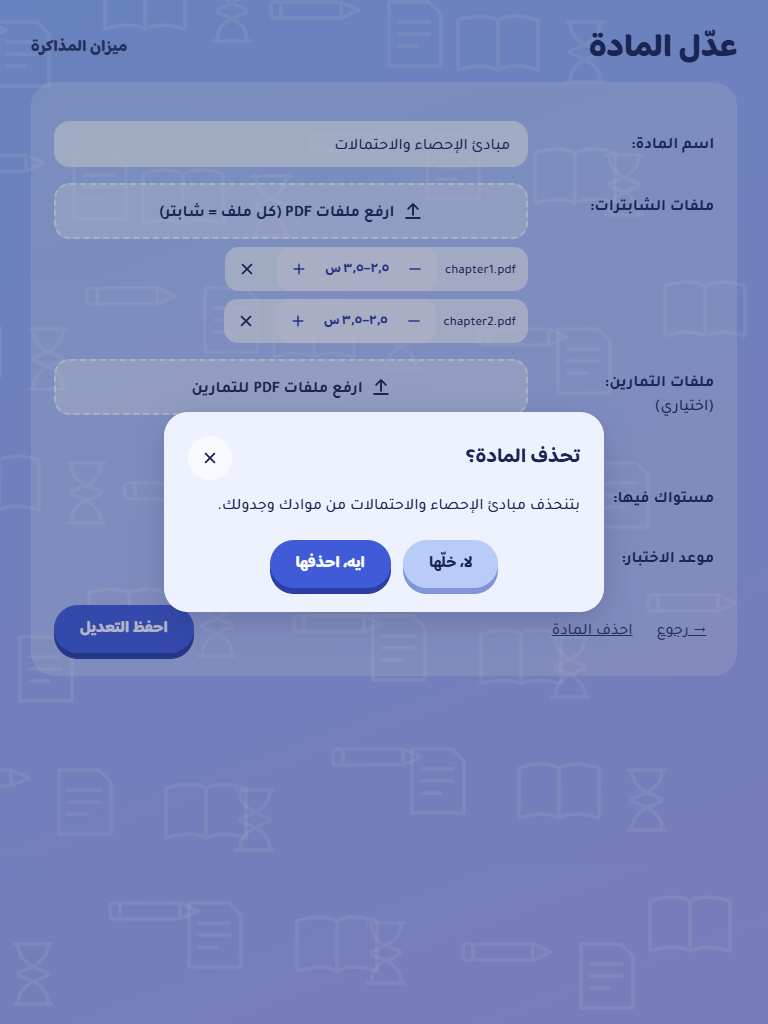 عدّل المادة
ميزان المذاكرة
اسم المادة:
مبادئ الإحصاء والاحتمالات
ملفات الشابترات:
ارفع ملفات PDF (كل ملف = شابتر)
chapter1.pdf
− ٢,٥–٣,٥ س +
chapter2.pdf
− ٢,٥–٣,٥ س +
ملفات التمارين:
(اختياري)
ارفع ملفات PDF للتمارين
تحذف المادة؟
بتنحذف مبادئ الإحصاء والاحتمالات من موادك وجدولك.
لا، خلّها
ايه، احذفها
مستواك فيها:
موعد الاختبار:
→ رجوع
احذف المادة
احفظ التعديل